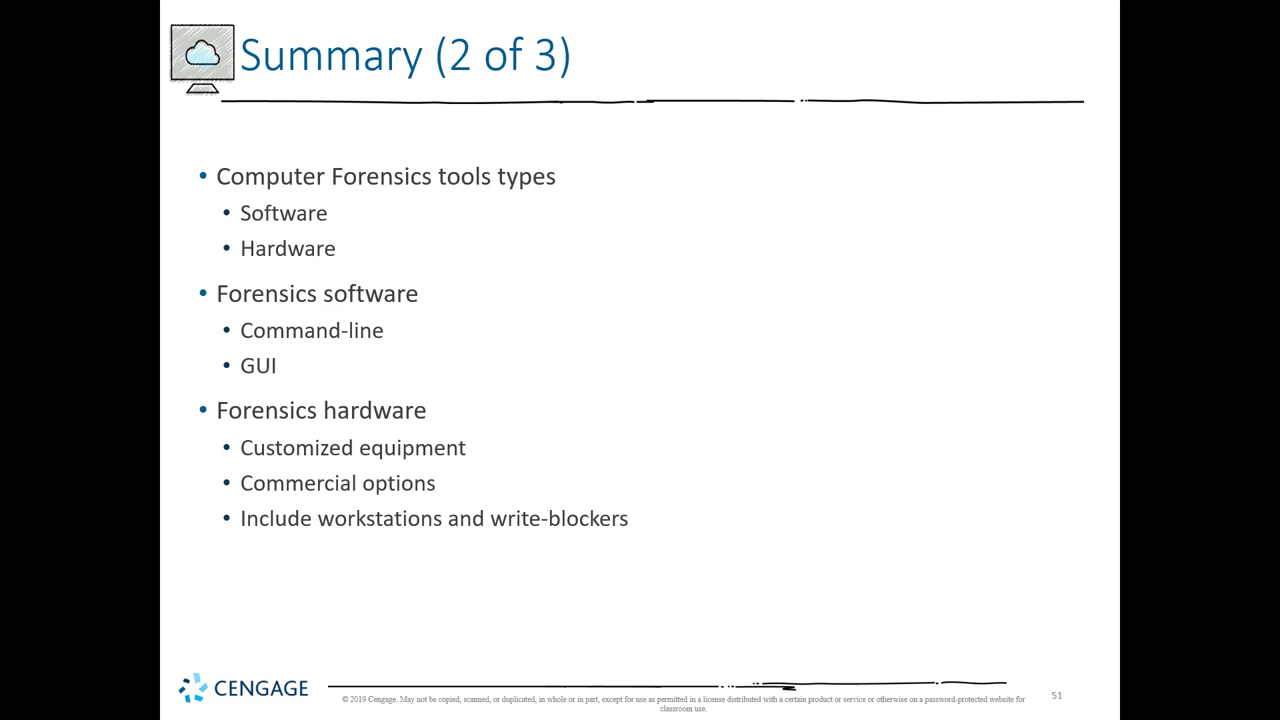 Summary (2 of 3)
• Computer Forensics tools types
• Software
• Hardware
• Forensics software
• Command-line
• GUI
• Forensics hardware
• Customized equipment
• Commercial options
• Include workstations and write-blockers
CENGAGE
© 2019 Cengage. May not be copied, scanned, or duplicated, in whole or in part, except for use as permitted in a license distributed with a certain product or service or otherwise on a password-protected website for
classroom use.
51